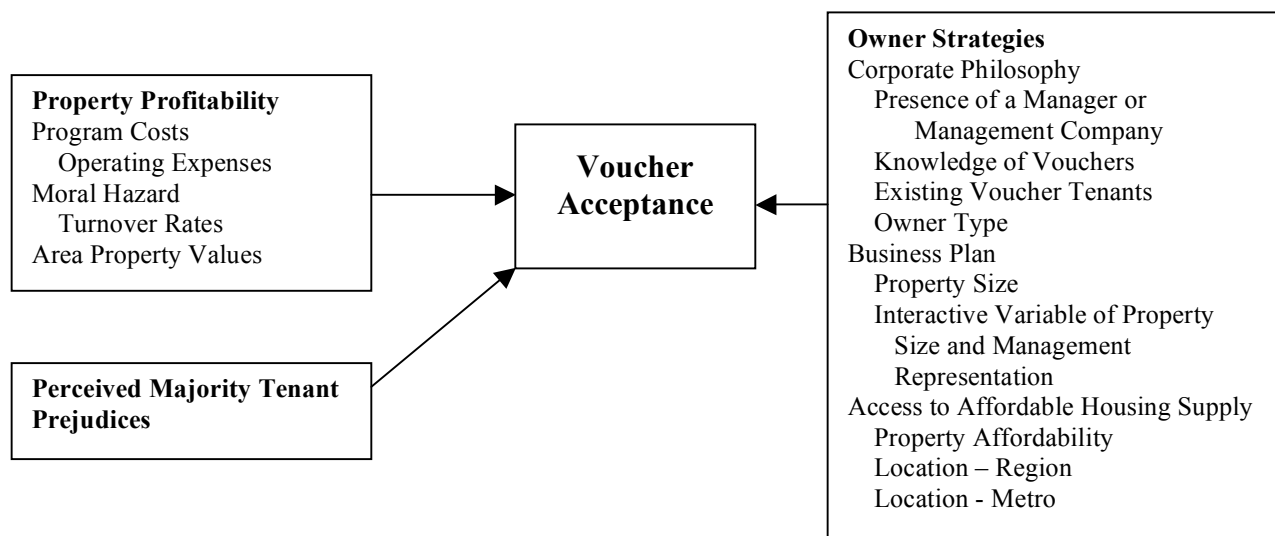 Property Profitability
Program Costs
Operating Expenses
Moral Hazard
Turnover Rates
Area Property Values
Perceived Majority Tenant
Prejudices
Voucher
Acceptance
Owner Strategies
Corporate Philosophy
Presence of a Manager or
Management Company
Knowledge of Vouchers
Existing Voucher Tenants
Owner Type
Business Plan
Property Size
Interactive Variable of Property
Size and Management
Representation
Access to Affordable Housing Supply
Property Affordability
Location – Region
Location - Metro